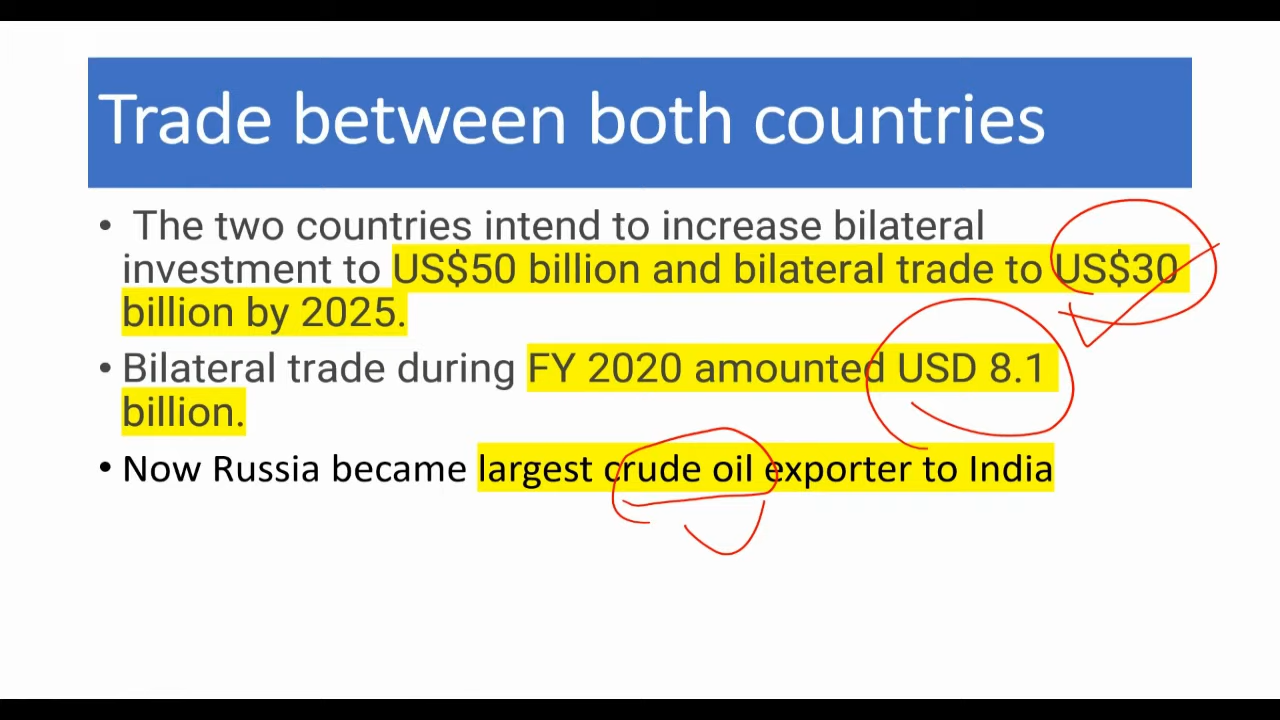 Trade between both countries
• The two countries intend to increase bilateral
investment to US$50 billion and bilateral trade to US$30
billion by 2025.
• Bilateral trade during FY 2020 amounted USD 8.1
billion.
• Now Russia became largest crude oil exporter to India